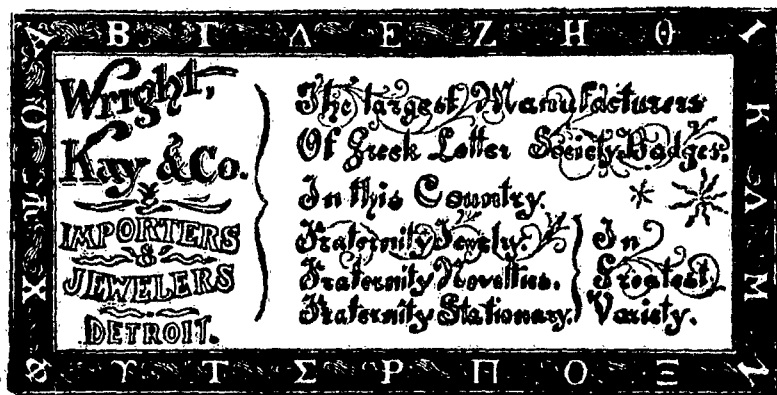 Α Β Γ Δ Ε Ζ Η Θ Ι
Κ
Λ
Μ
Ν
Ξ Ο Π Ρ Σ Τ Υ Φ
Χ
Ψ
Ω
Wright,
Kay & Co.
IMPORTERS
&
JEWELERS
DETROIT.
The largest Manufacturers
Of Greek Letter Society Badges,
In this Country.
Fraternity Jewelry.
Fraternity Novelties.
Fraternity Stationary.
In
Greatest
Variety.